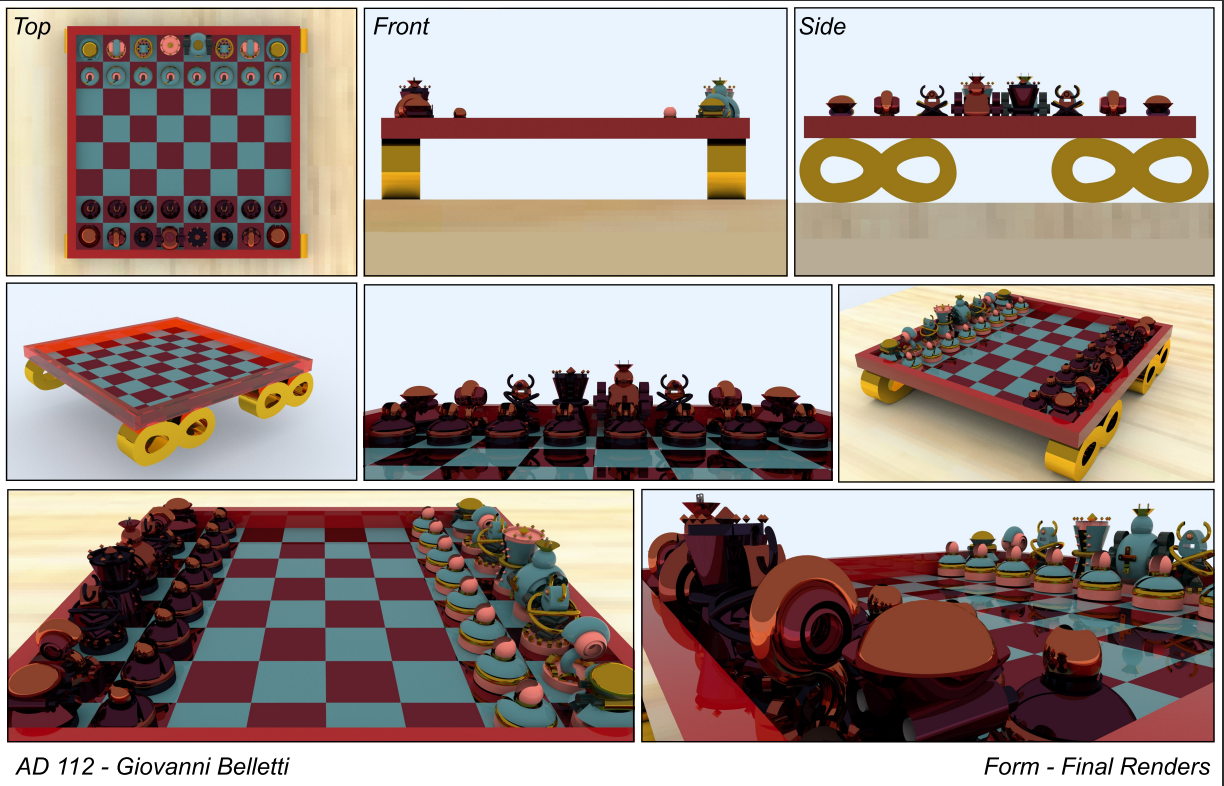 Top
Front
Side
AD 112 - Giovanni Belletti
Form - Final Renders